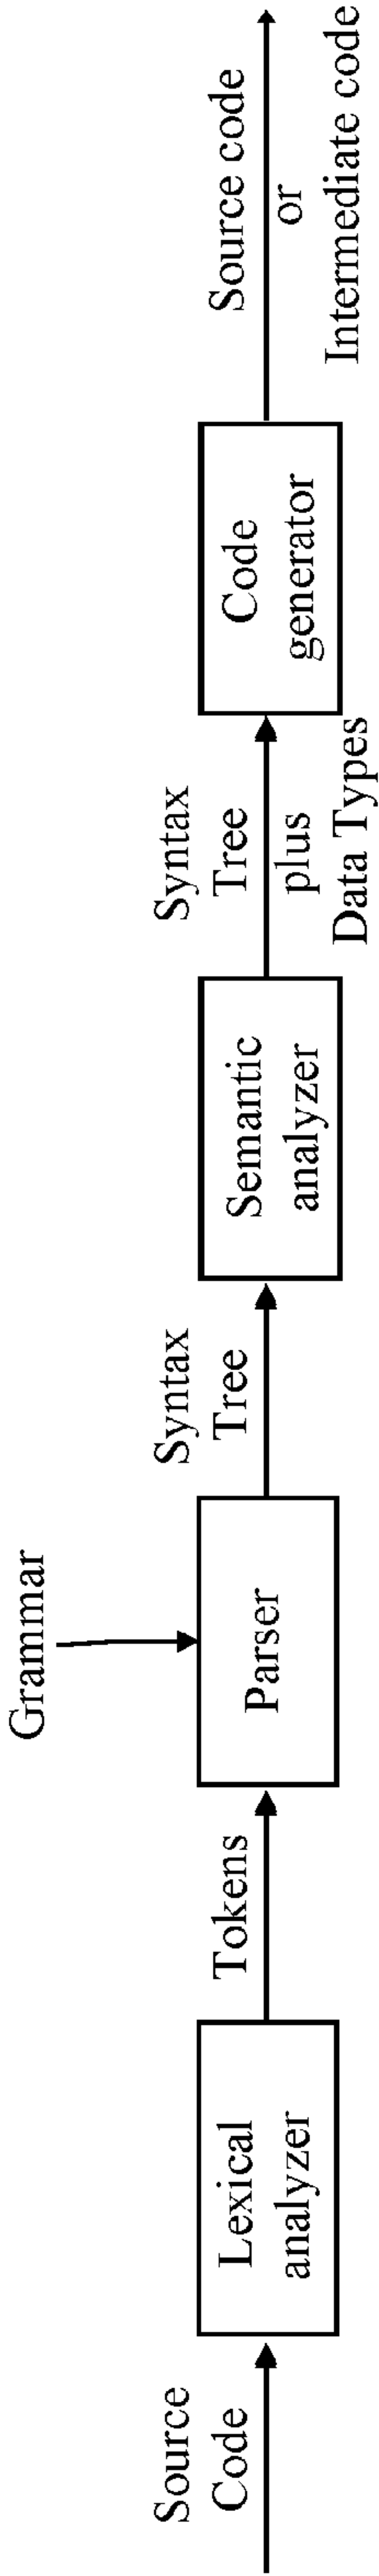 Grammar
Source
Code
Lexical
analyzer
Tokens
Parser
Syntax
Tree
Semantic
analyzer
Syntax
Tree
plus
Data Types
Code
generator
Source code
or
Intermediate code